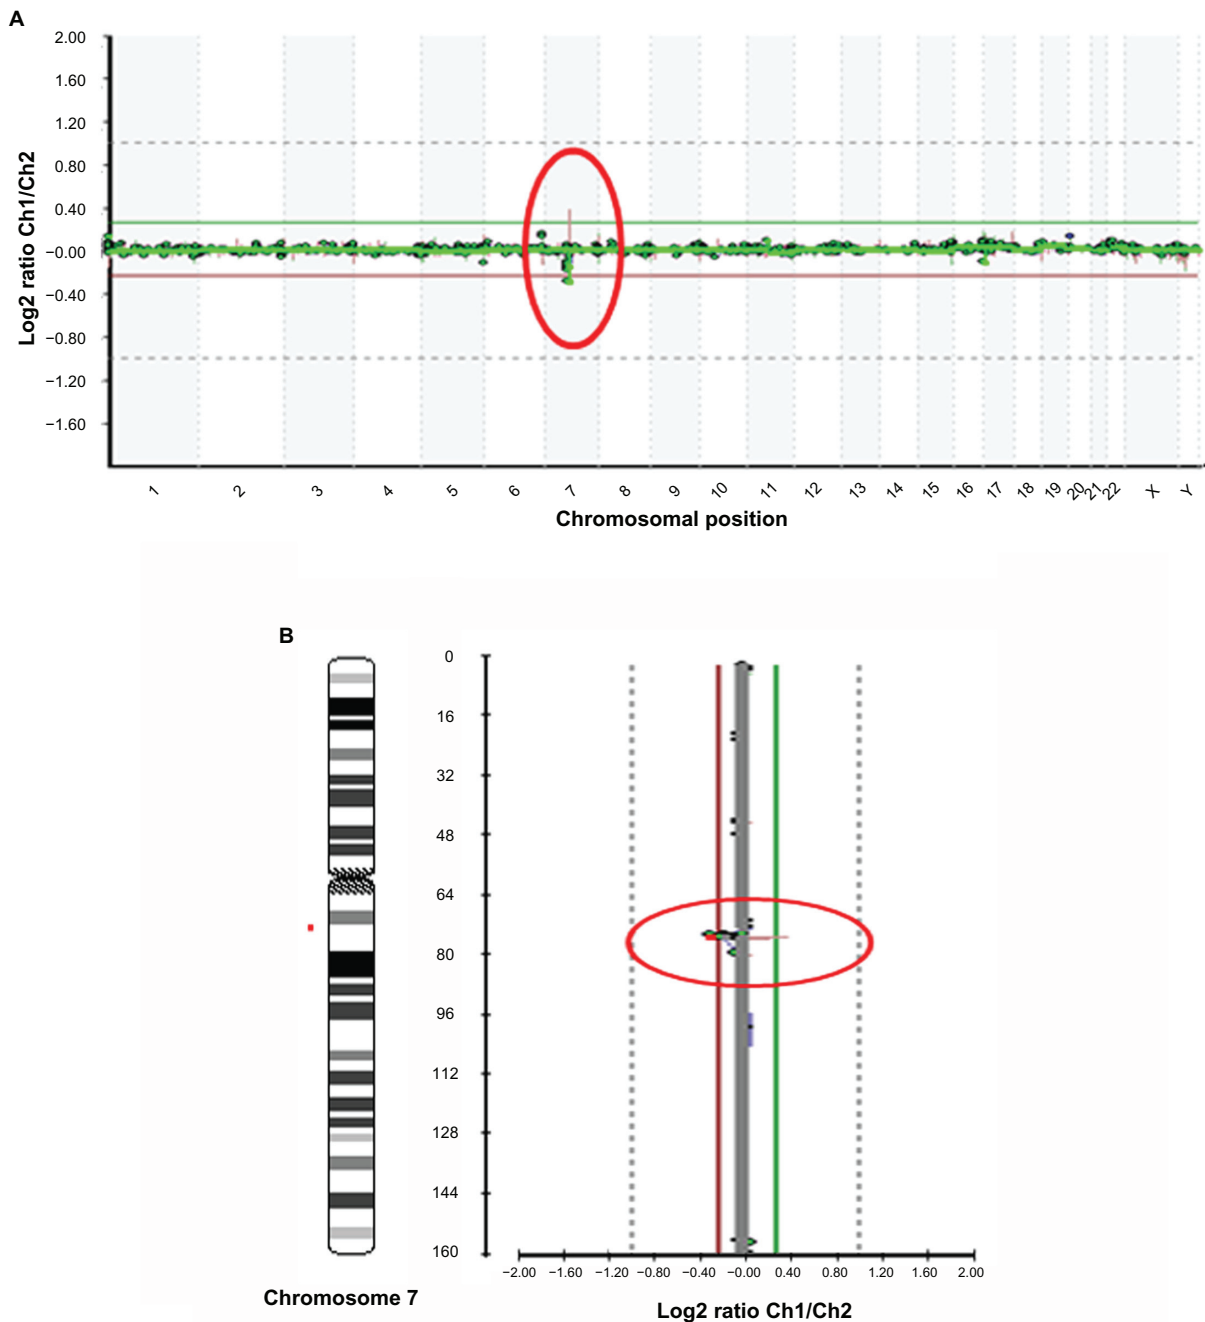 A
2.00
1.60
1.20
0.80
0.40
−0.00
−0.40
−0.80
−1.20
−1.60
Log2 ratio Ch1/Ch2
1 2 3 4 5 6 7 8 9 10 11 12 13 14 15 16 17 18 19 20 21 22 X Y
Chromosomal position
B
0
16
32
48
64
80
96
112
128
144
160
−2.00 −1.60 −1.20 −0.80 −0.40 −0.00 0.40 0.80 1.20 1.60 2.00
Chromosome 7
Log2 ratio Ch1/Ch2